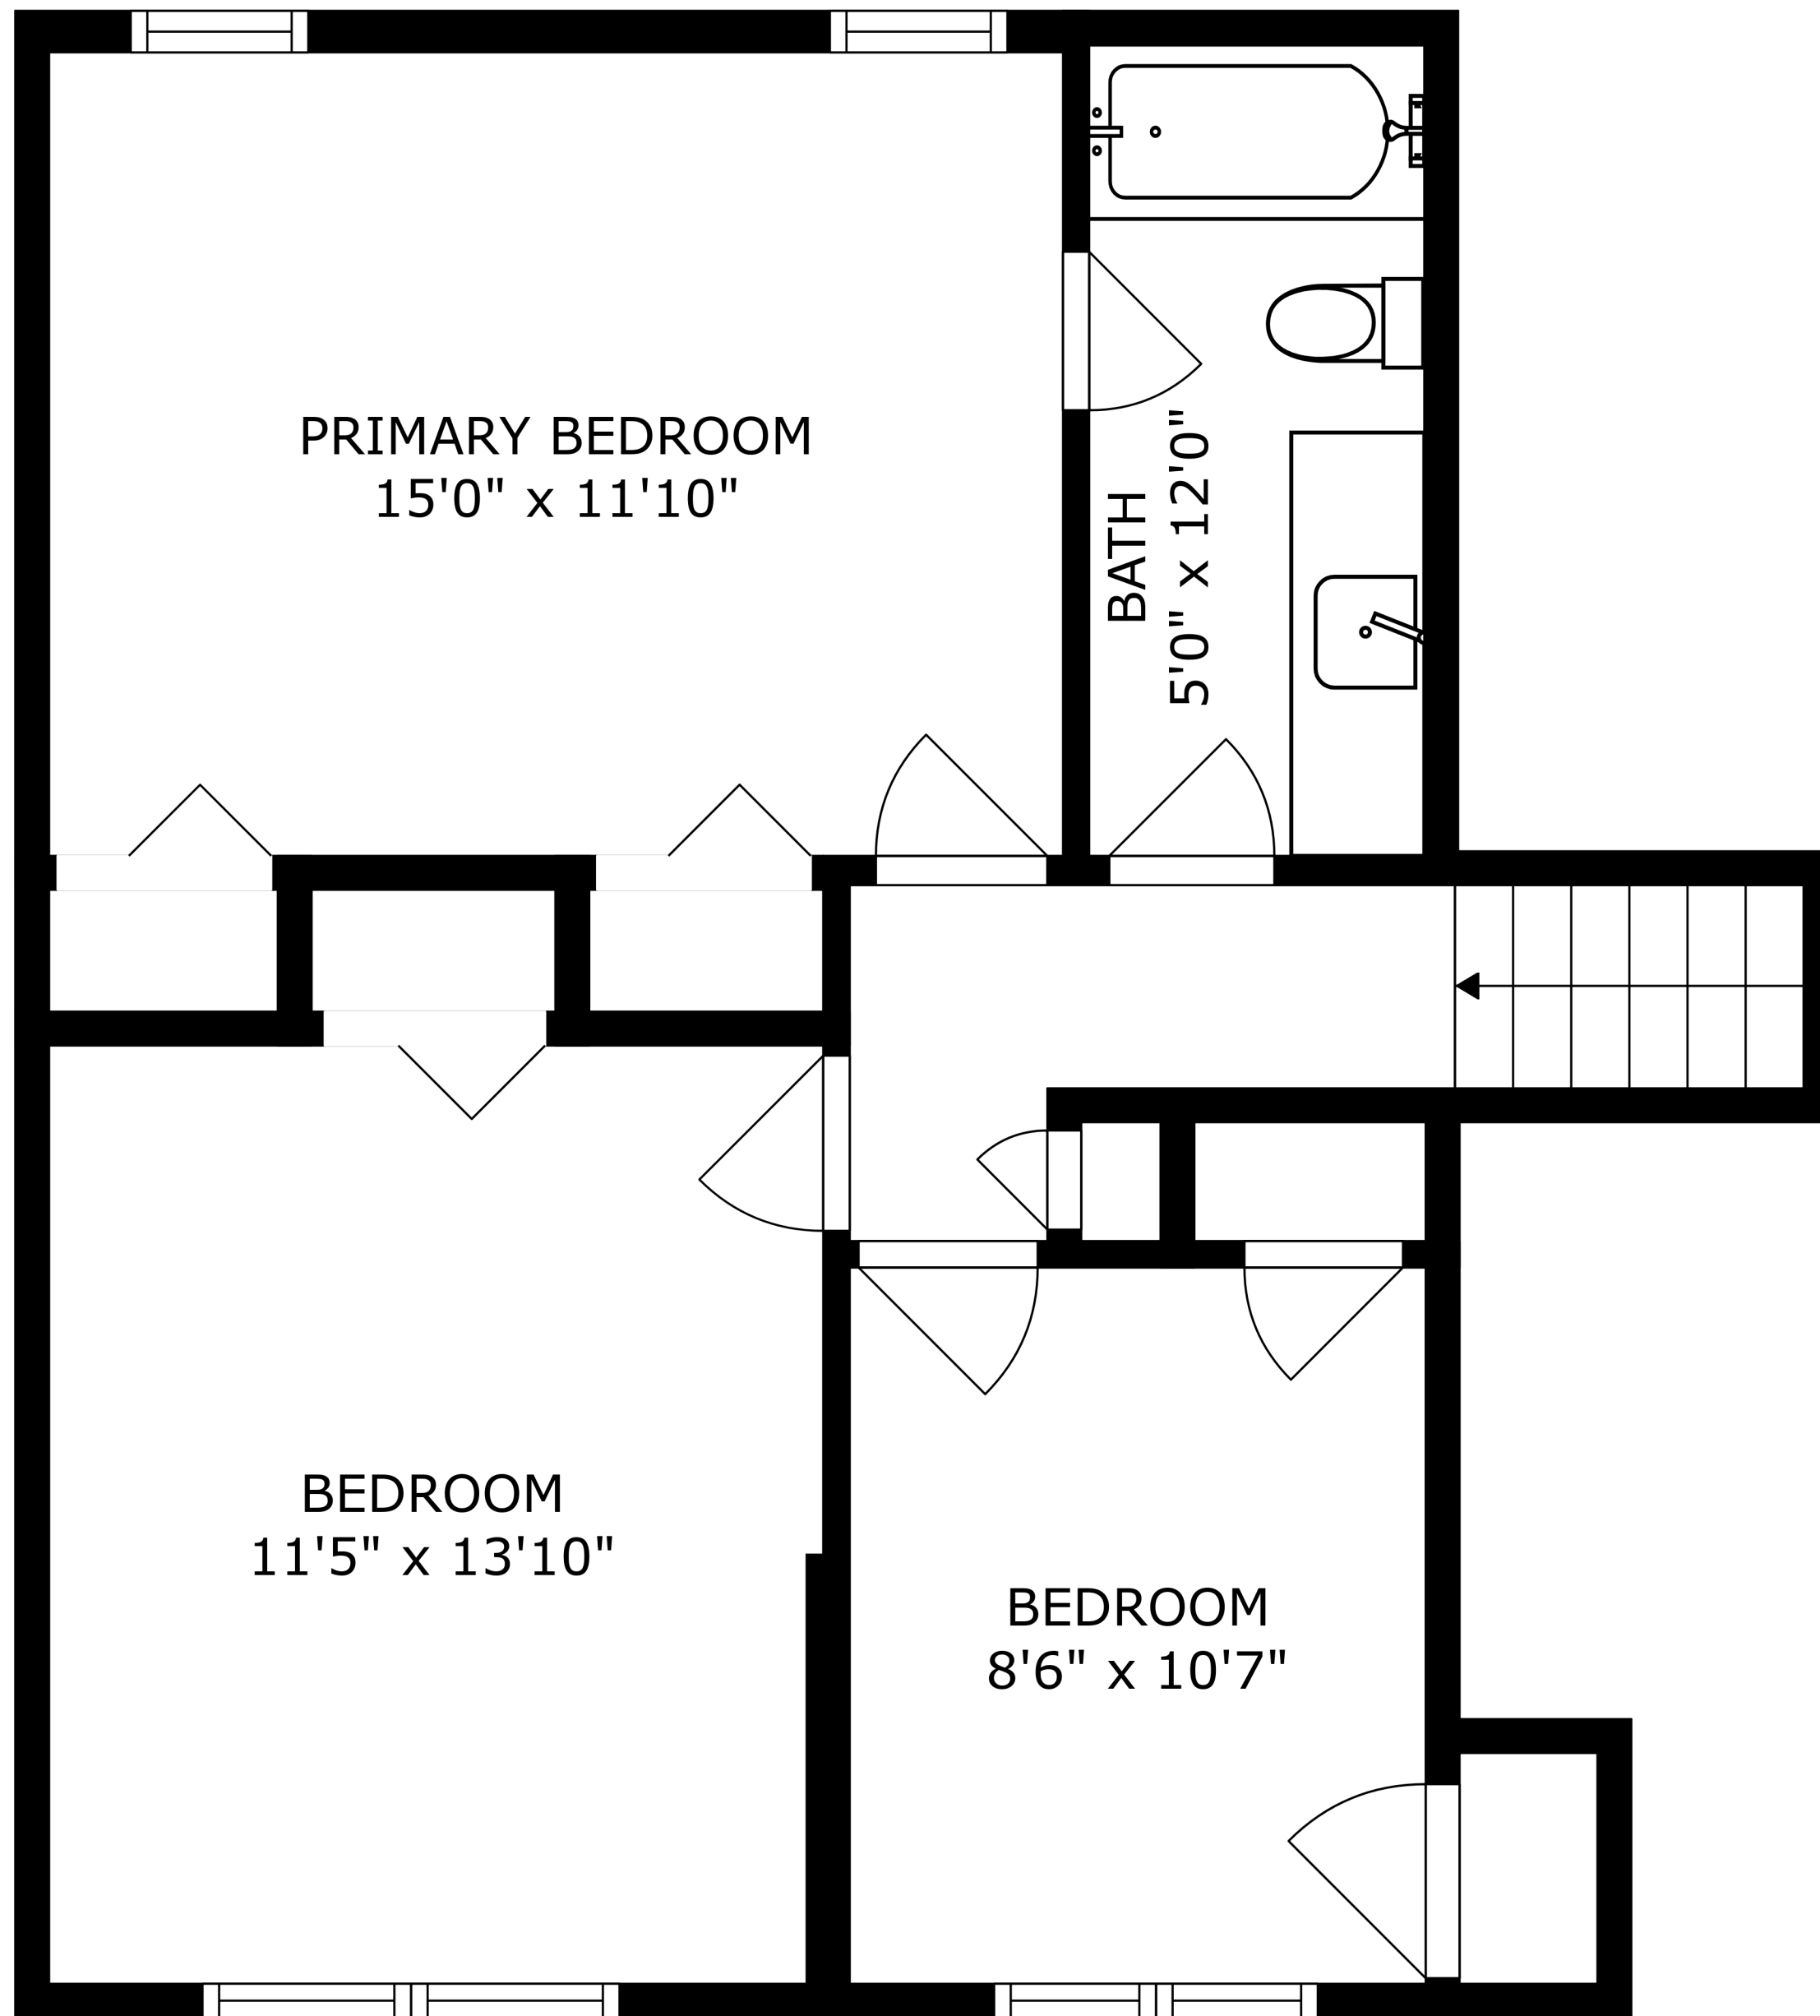 PRIMARY BEDROOM
15'0" x 11'10"
BATH
5'0" x 12'0"
BEDROOM
11'5" x 13'10"
BEDROOM
8'6" x 10'7"